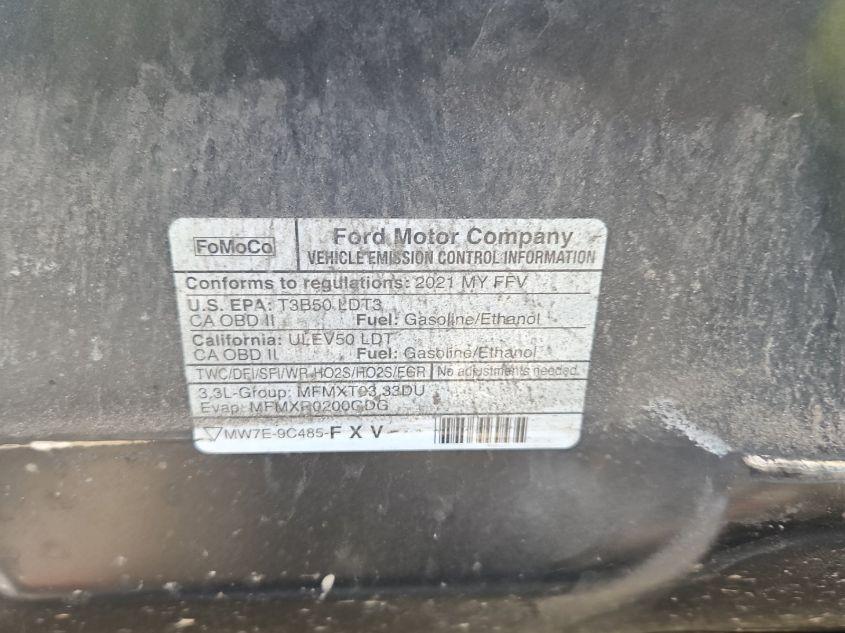 FoMoCo
Ford Motor Company
VEHICLE EMISSION CONTROL INFORMATION
Conforms to regulations: 2021 MY FFV
U.S. EPA: T3B50 LDT3
CA OBD II Fuel: Gasoline/Ethanol
California: ULEV50 LDT
CA OBD II Fuel: Gasoline/Ethanol
TWC/DFI/SFI/WR-HO2S/HO2S/EGR No adjustments needed.
3.3L-Group: MFMXT03.33DU
Evap: MFMXR0200GDG
MW7E-9C485-F X V